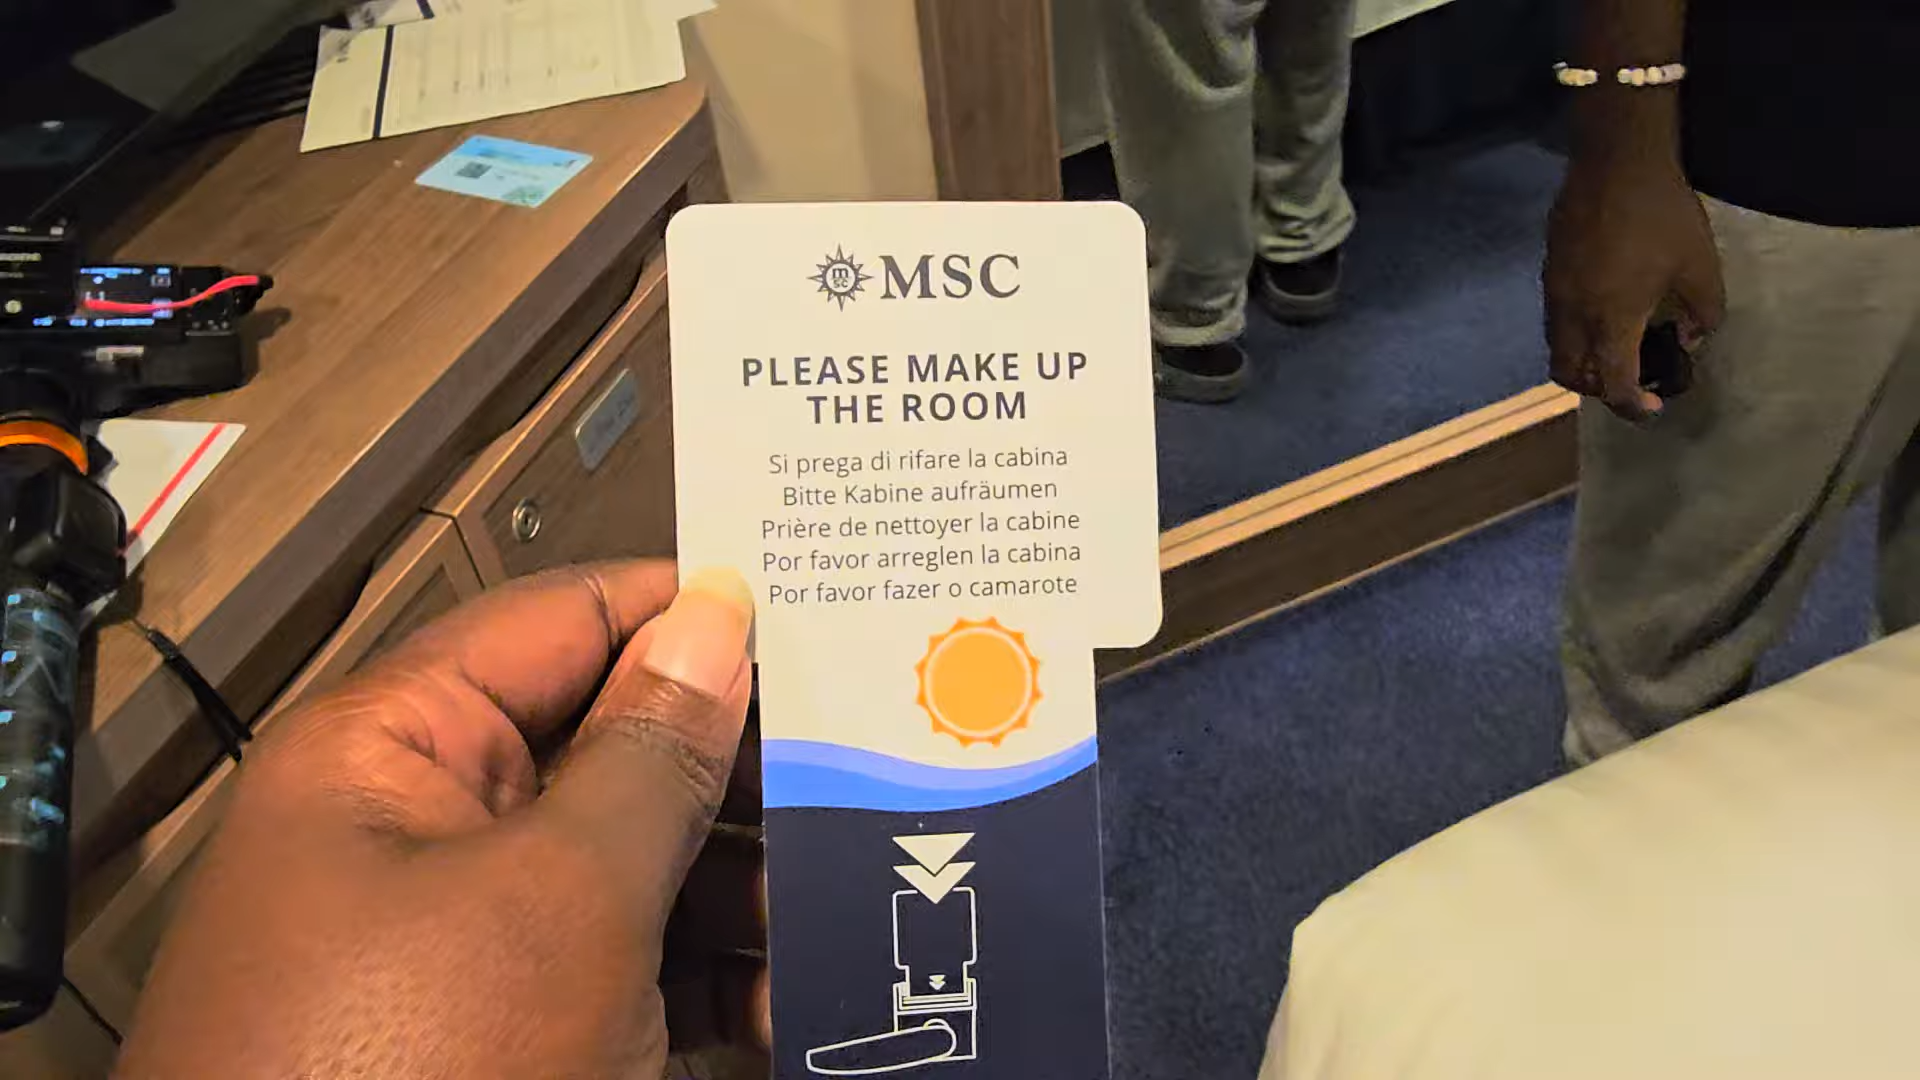 m
sc
MSC
PLEASE MAKE UP
THE ROOM
Si prega di rifare la cabina
Bitte Kabine aufräumen
Prière de nettoyer la cabine
Por favor arreglen la cabina
Por favor fazer o camarote